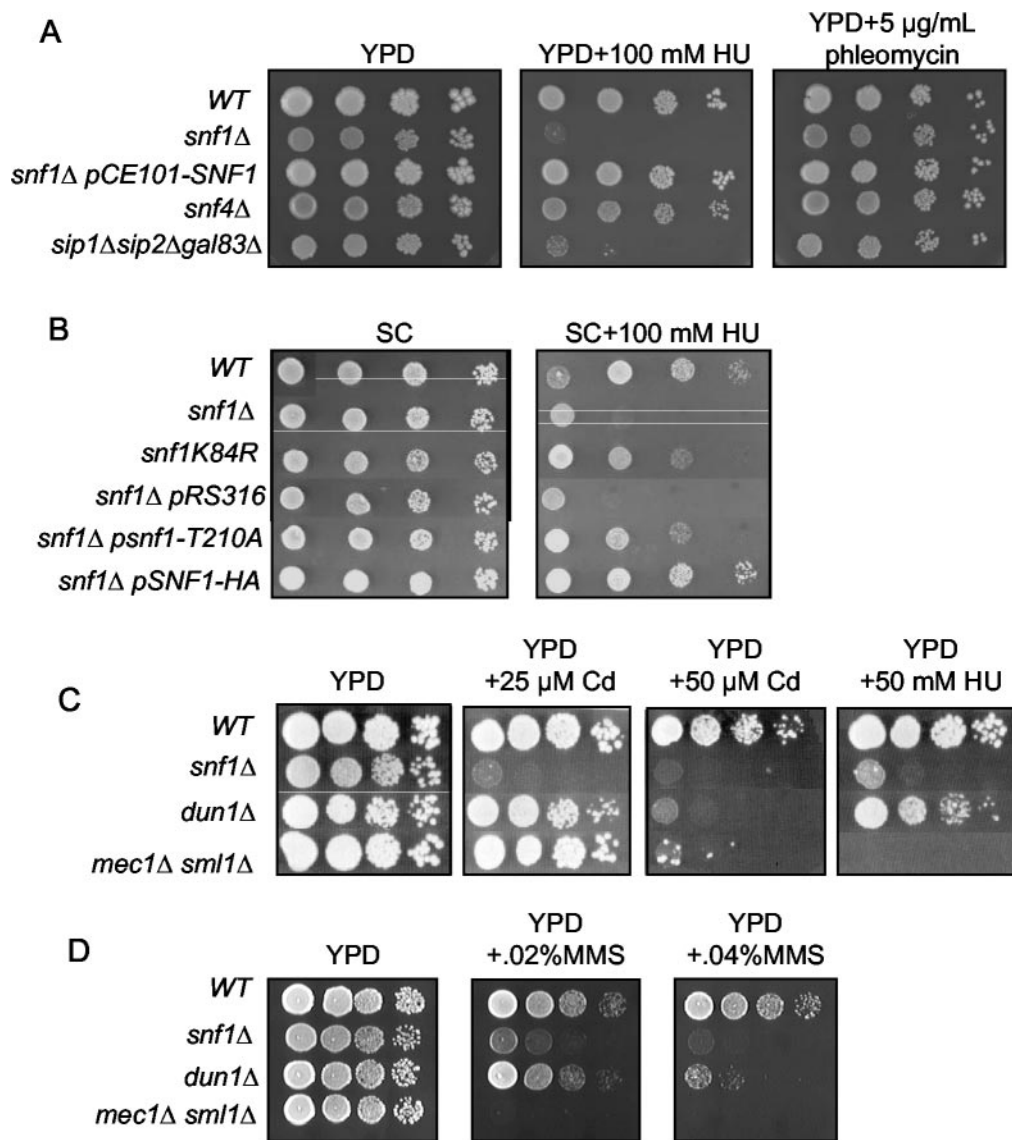 A
YPD
YPD+100 mM HU
YPD+5 µg/mL
phleomycin
WT
snf1Δ
snf1Δ pCE101-SNF1
snf4Δ
sip1Δsip2Δgal83Δ
B
SC
SC+100 mM HU
WT
snf1Δ
snf1K84R
snf1Δ pRS316
snf1Δ psnf1-T210A
snf1Δ pSNF1-HA
C
YPD
YPD
+25 µM Cd
YPD
+50 µM Cd
YPD
+50 mM HU
WT
snf1Δ
dun1Δ
mec1Δ sml1Δ
D
YPD
YPD
+.02%MMS
YPD
+.04%MMS
WT
snf1Δ
dun1Δ
mec1Δ sml1Δ